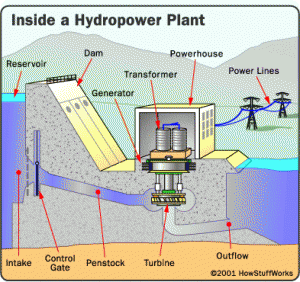 Inside a Hydropower Plant
Reservoir
Dam
Powerhouse
Transformer
Power Lines
Generator
Intake
Control
Gate
Penstock
Turbine
Outflow
©2001 HowStuffWorks